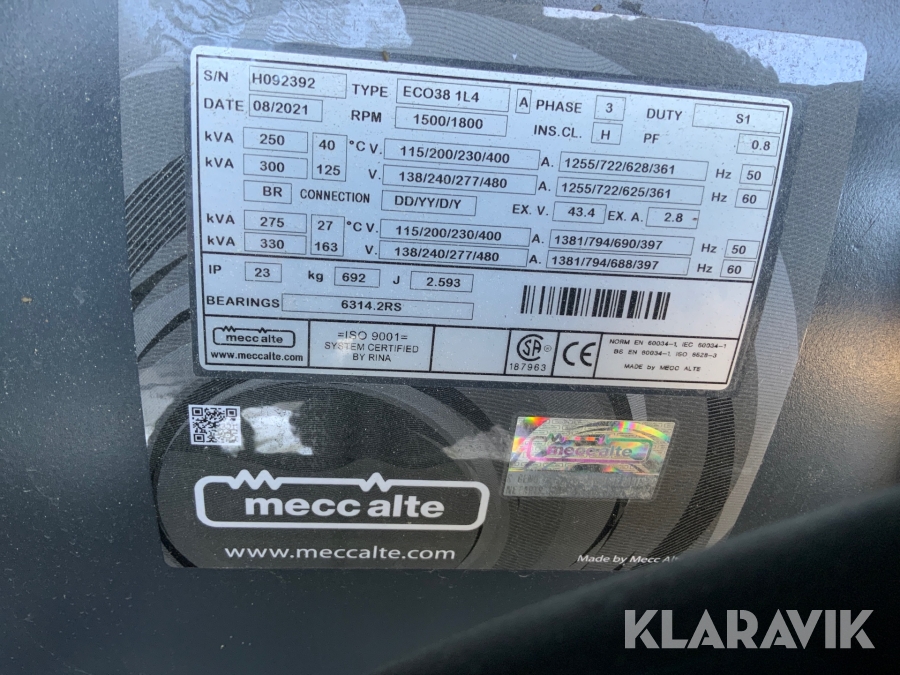 S/N H092392 TYPE ECO38 1L4 A PHASE 3 DUTY S1
DATE 08/2021 RPM 1500/1800 INS.CL. H PF 0.8
kVA 250 40 °C V. 115/200/230/400 A. 1255/722/628/361 Hz 50
kVA 300 125 V. 138/240/277/480 A. 1255/722/625/361 Hz 60
BR CONNECTION DD/YY/D/Y EX. V. 43.4 EX. A. 2.8
kVA 275 27 °C V. 115/200/230/400 A. 1381/794/690/397 Hz 50
kVA 330 163 V. 138/240/277/480 A. 1381/794/688/397 Hz 60
IP 23 kg 692 J 2.593
BEARINGS 6314.2RS
mecc alte
www.meccalte.com
=ISO 9001=
SYSTEM CERTIFIED
BY RINA
SA ®
187963
CE
NORM EN 60034-1, IEC 60034-1
BS EN 60034-1, ISO 8528-3
MADE by MECC ALTE
mecc alte
mecc alte
www.meccalte.com
Made by Mecc Alt
KLARAVIK